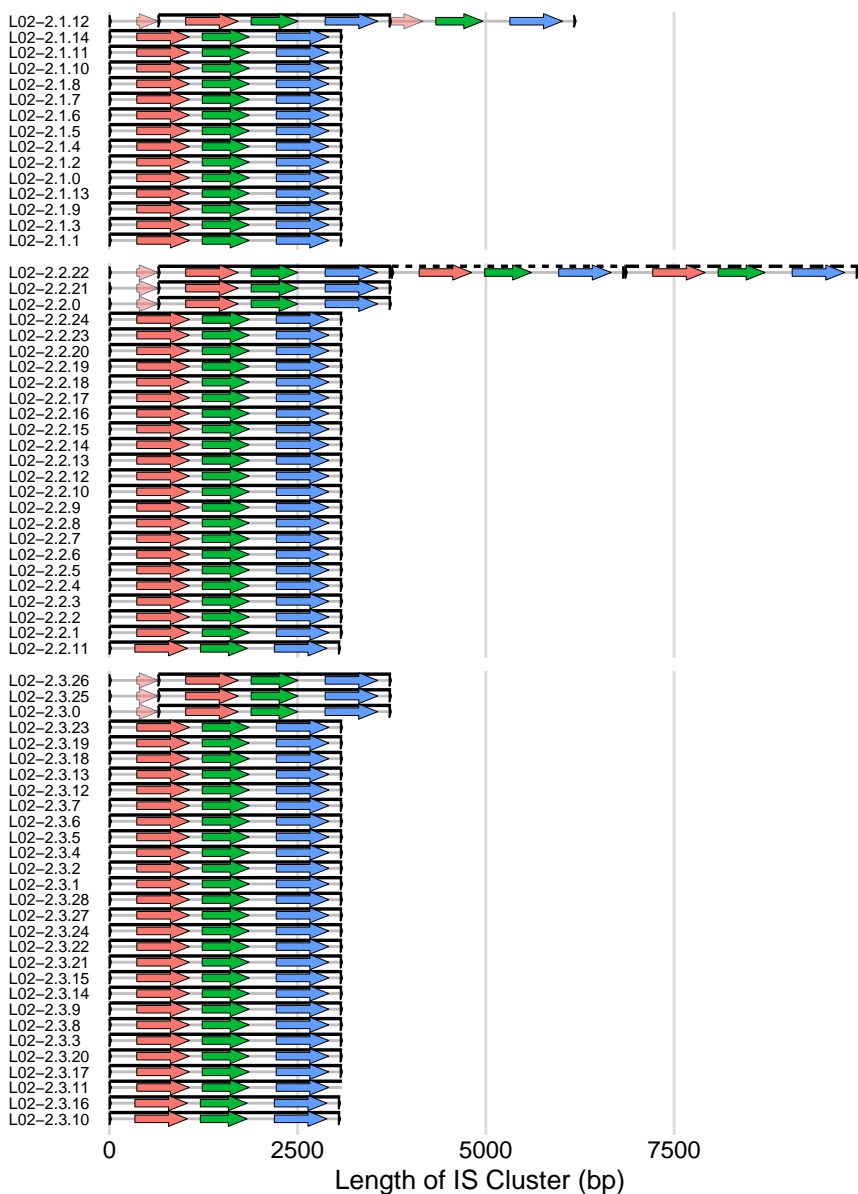 L02−2.1.12
L02−2.1.14
L02−2.1.11
L02−2.1.10
L02−2.1.8
L02−2.1.7
L02−2.1.6
L02−2.1.5
L02−2.1.4
L02−2.1.2
L02−2.1.0
L02−2.1.13
L02−2.1.9
L02−2.1.3
L02−2.1.1
L02−2.2.22
L02−2.2.21
L02−2.2.0
L02−2.2.24
L02−2.2.23
L02−2.2.20
L02−2.2.19
L02−2.2.18
L02−2.2.17
L02−2.2.16
L02−2.2.15
L02−2.2.14
L02−2.2.13
L02−2.2.12
L02−2.2.10
L02−2.2.9
L02−2.2.8
L02−2.2.7
L02−2.2.6
L02−2.2.5
L02−2.2.4
L02−2.2.3
L02−2.2.2
L02−2.2.1
L02−2.2.11
L02−2.3.26
L02−2.3.25
L02−2.3.0
L02−2.3.23
L02−2.3.19
L02−2.3.18
L02−2.3.13
L02−2.3.12
L02−2.3.7
L02−2.3.6
L02−2.3.5
L02−2.3.4
L02−2.3.2
L02−2.3.1
L02−2.3.28
L02−2.3.27
L02−2.3.24
L02−2.3.22
L02−2.3.21
L02−2.3.15
L02−2.3.14
L02−2.3.9
L02−2.3.8
L02−2.3.3
L02−2.3.20
L02−2.3.17
L02−2.3.11
L02−2.3.16
L02−2.3.10
0 2500 5000 7500
Length of IS Cluster (bp)